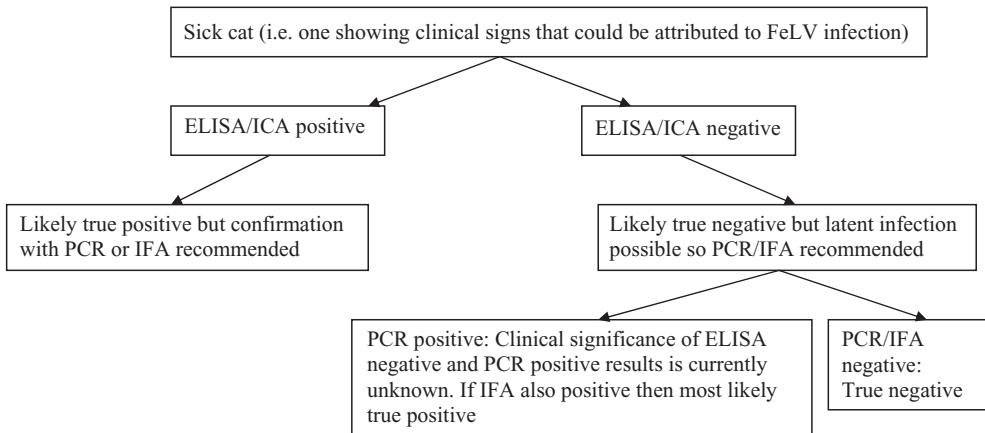 Sick cat (i.e. one showing clinical signs that could be attributed to FeLV infection)
ELISA/ICA positive
ELISA/ICA negative
Likely true positive but confirmation
with PCR or IFA recommended
Likely true negative but latent infection
possible so PCR/IFA recommended
PCR positive: Clinical significance of ELISA
negative and PCR positive results is currently
unknown. If IFA also positive then most likely
true positive
PCR/IFA
negative:
True negative